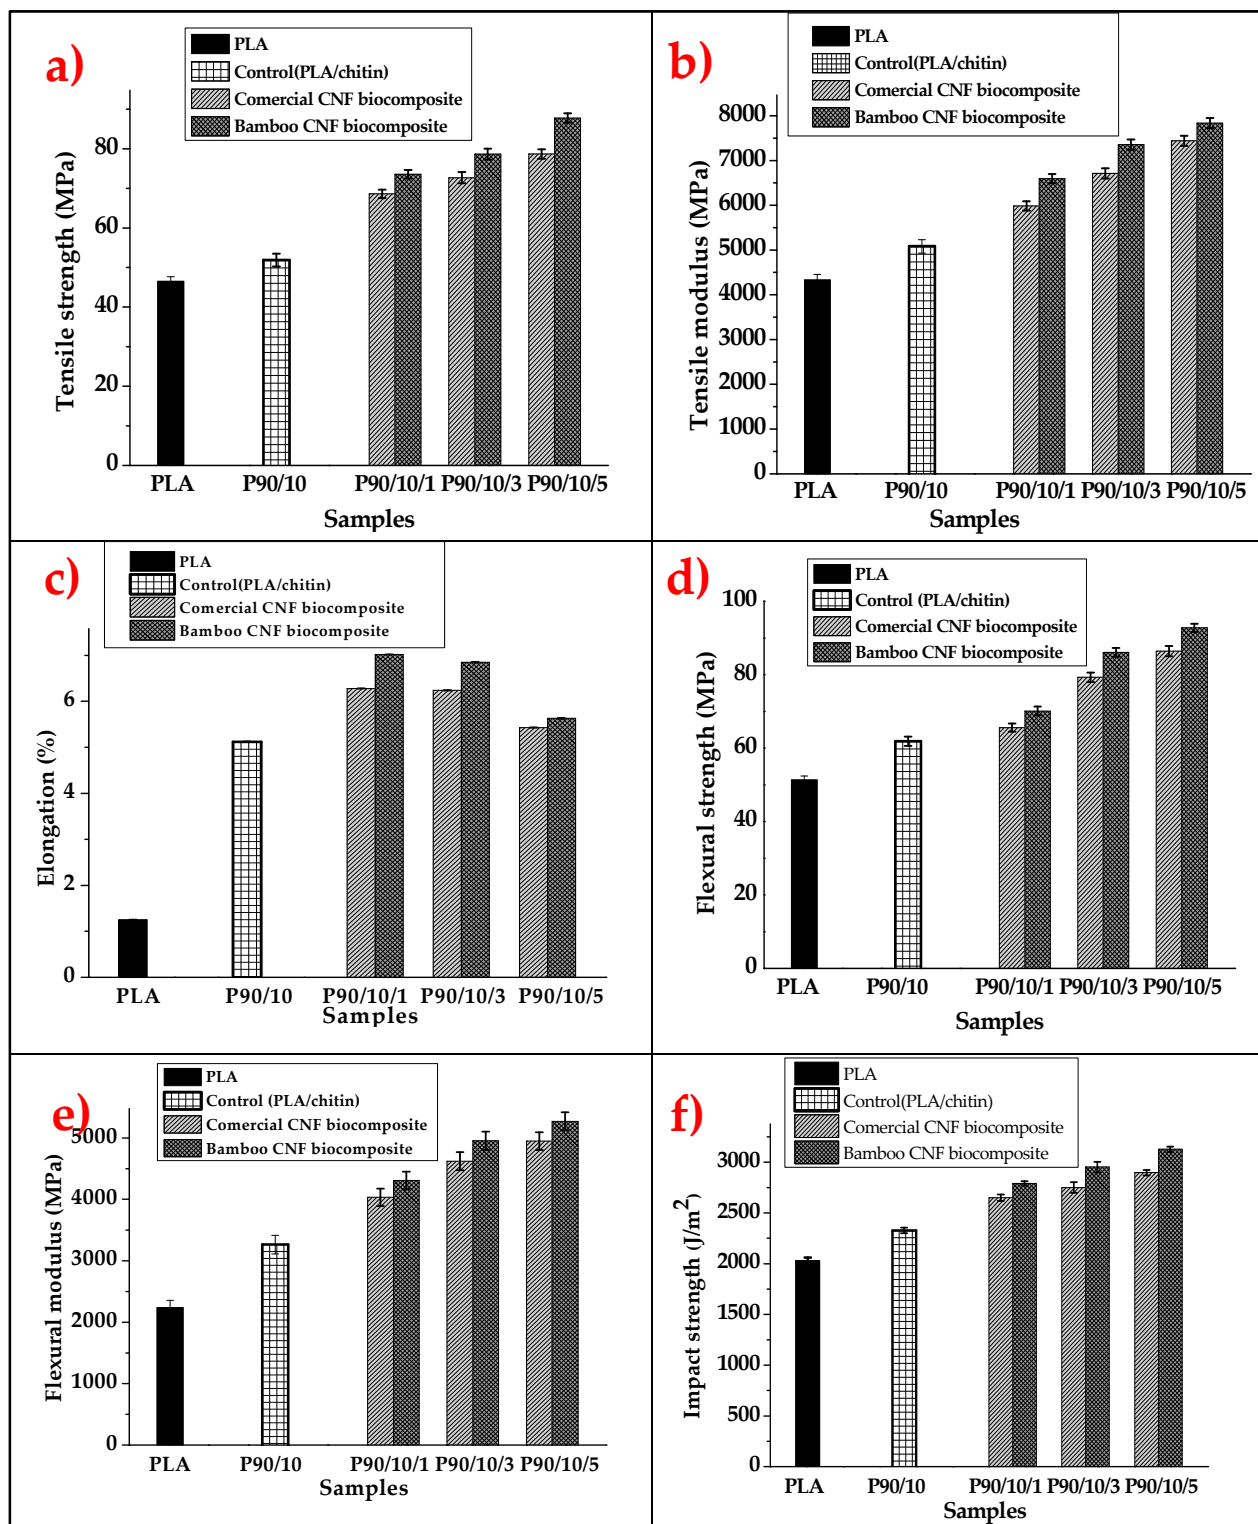 a)
PLA
Control(PLA/chitin)
Comercial CNF biocomposite
Bamboo CNF biocomposite
Tensile strength (MPa)
80
60
40
20
0
PLA P90/10 P90/10/1 P90/10/3 P90/10/5
Samples
b)
PLA
Control(PLA/chitin)
Comercial CNF biocomposite
Bamboo CNF biocomposite
Tensile modulus (MPa)
8000
7000
6000
5000
4000
3000
2000
1000
0
PLA P90/10 P90/10/1 P90/10/3 P90/10/5
Samples
c)
PLA
Control(PLA/chitin)
Comercial CNF biocomposite
Bamboo CNF biocomposite
Elongation (%)
6
4
2
0
PLA P90/10 P90/10/1 P90/10/3 P90/10/5
Samples
d)
PLA
Control (PLA/chitin)
Comercial CNF biocomposite
Bamboo CNF biocomposite
Flexural strength (MPa)
100
80
60
40
20
0
PLA P90/10 P90/10/1 P90/10/3 P90/10/5
Samples
e)
PLA
Control (PLA/chitin)
Comercial CNF biocomposite
Bamboo CNF biocomposite
Flexural modulus (MPa)
5000
4000
3000
2000
1000
0
PLA P90/10 P90/10/1 P90/10/3 P90/10/5
Samples
f)
PLA
Control(PLA/chitin)
Comercial CNF biocomposite
Bamboo CNF biocomposite
Impact strength (J/m²)
3000
2500
2000
1500
1000
500
0
PLA P90/10 P90/10/1 P90/10/3 P90/10/5
Samples